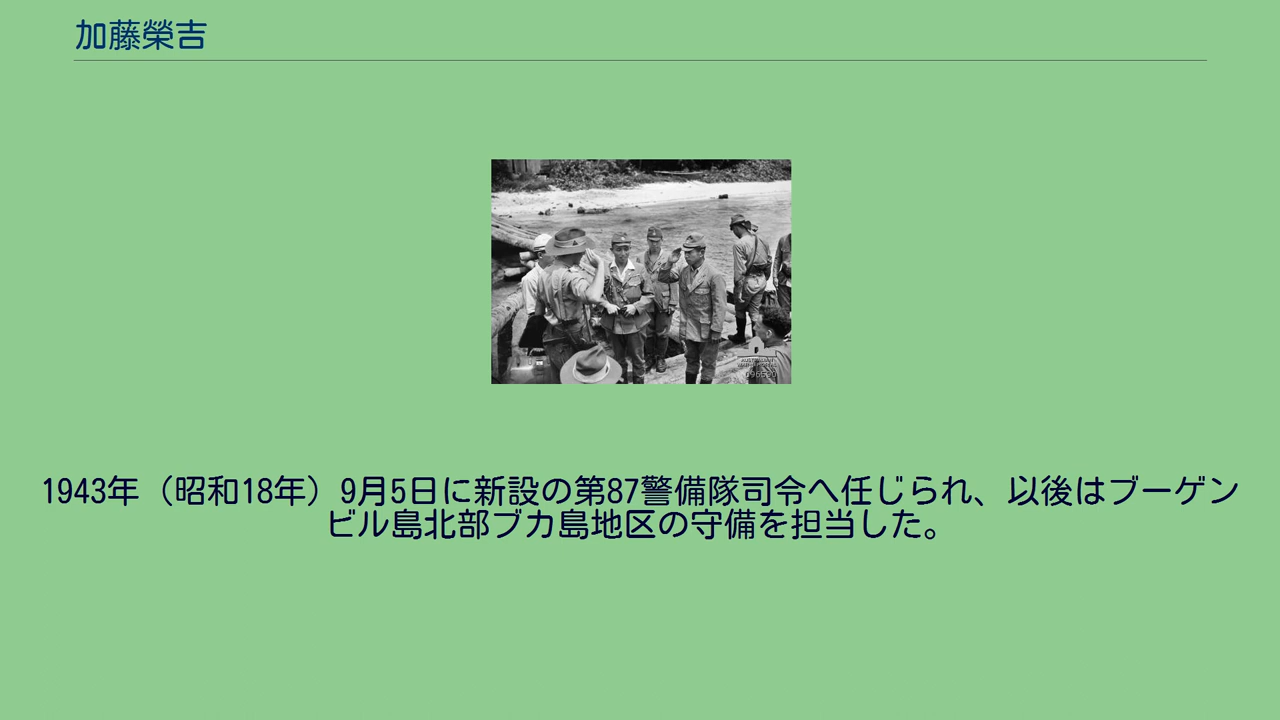 加藤榮吉
1943年（昭和18年）9月5日に新設の第87警備隊司令へ任じられ、以後はブーゲン
ビル島北部ブカ島地区の守備を担当した。